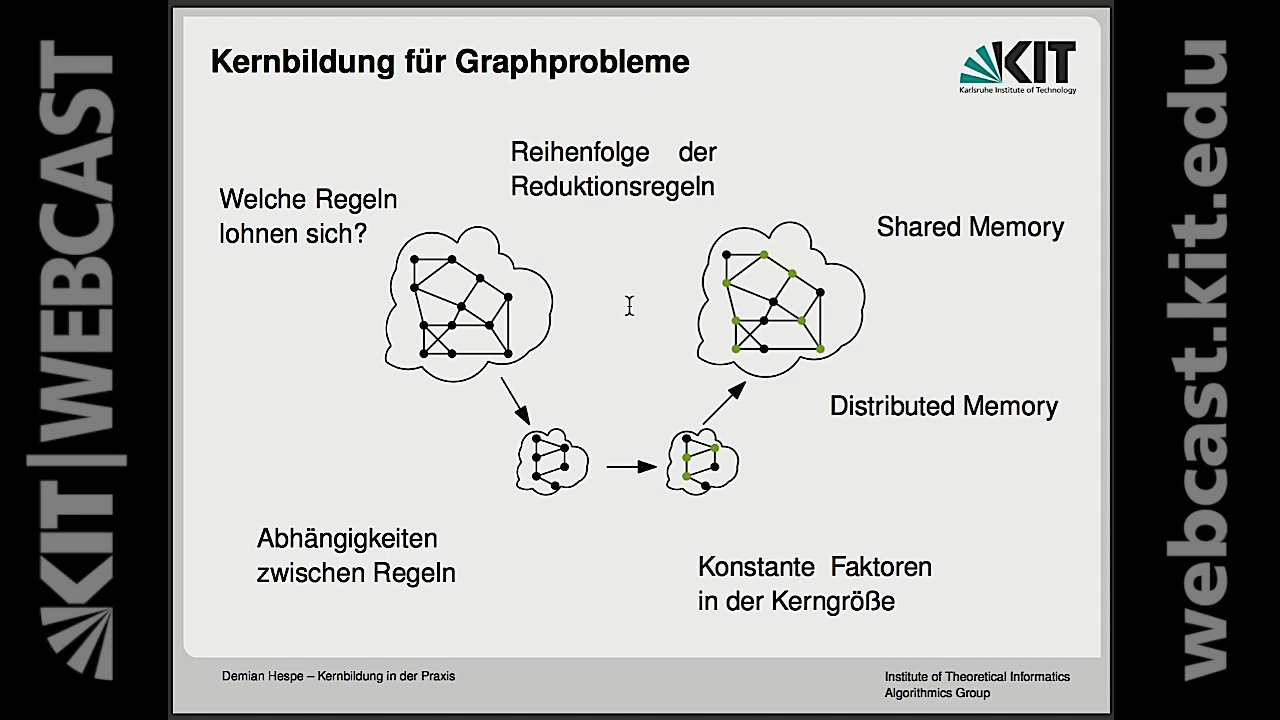 KIT|WEBCAST
Kernbildung für Graphprobleme
KIT
Karlsruhe Institute of Technology
Reihenfolge der
Reduktionsregeln
Welche Regeln
lohnen sich?
Shared Memory
Distributed Memory
Abhängigkeiten
zwischen Regeln
Konstante Faktoren
in der Kerngröße
Demian Hespe – Kernbildung in der Praxis
Institute of Theoretical Informatics
Algorithmics Group
webcast.kit.edu